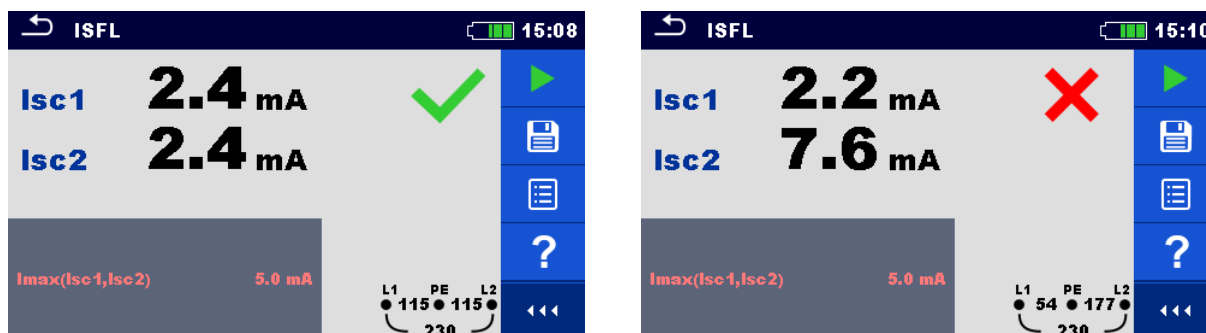 ISFL 15:08
Isc1 2.4 mA
Isc2 2.4 mA
Imax(Isc1,Isc2) 5.0 mA
?
L1 PE L2
115 115
230
ISFL 15:10
Isc1 2.2 mA
Isc2 7.6 mA
Imax(Isc1,Isc2) 5.0 mA
?
L1 PE L2
54 177
230